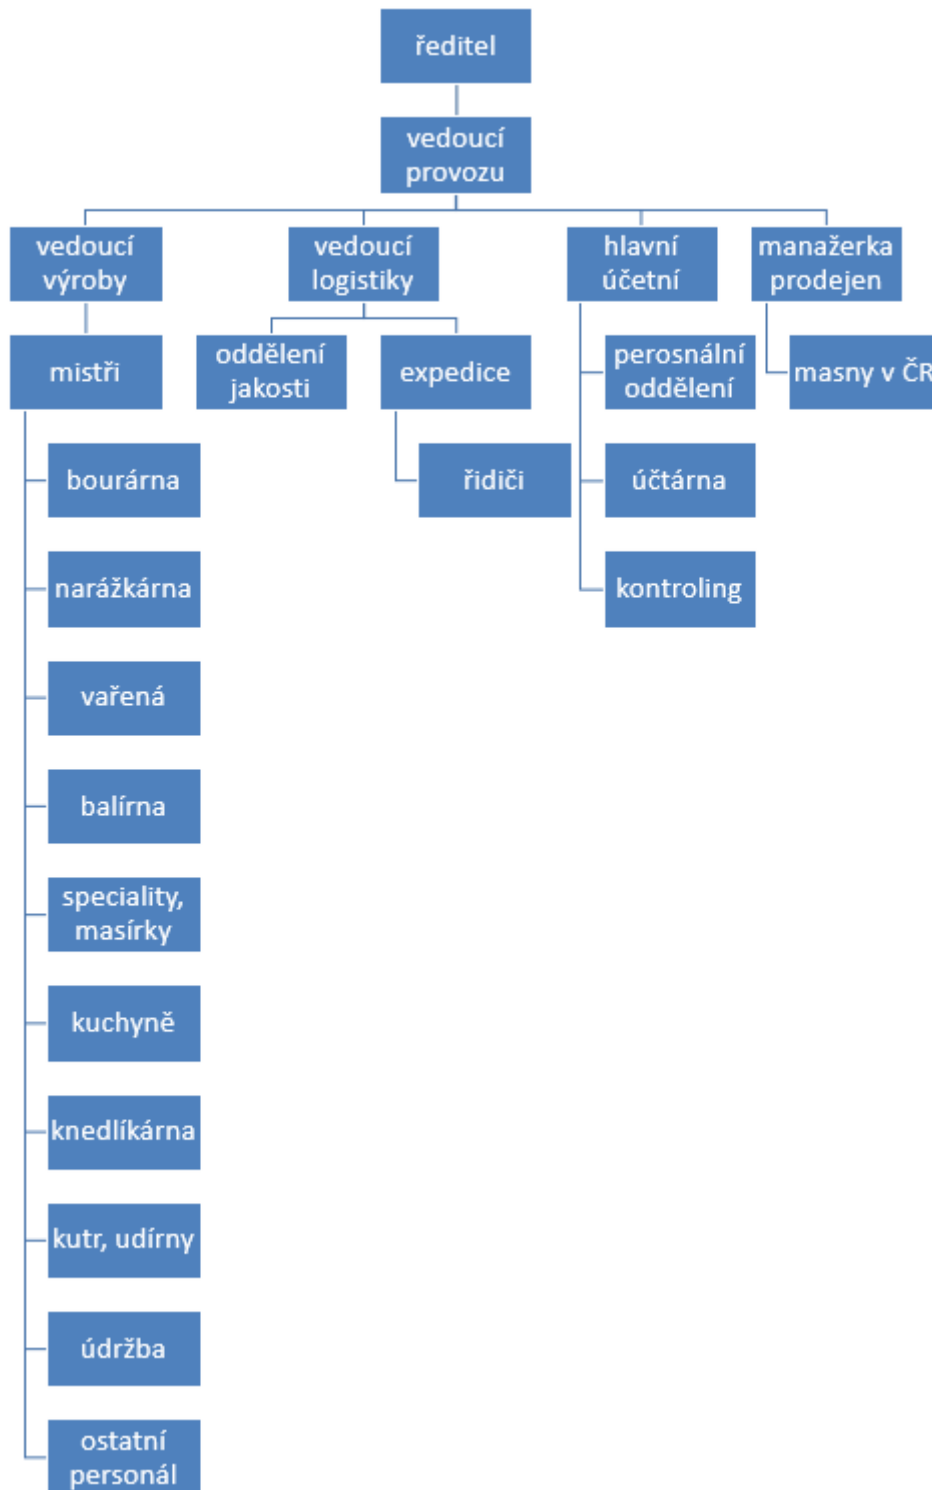 ředitel
vedoucí
provozu
vedoucí
výroby
vedoucí
logistiky
hlavní
účetní
manažerka
prodejen
mistři
oddělení
jakosti
expedice
perosnální
oddělení
masny v ČR
bourárna
řidiči
účtárna
narážkárna
kontroling
vařená
balírna
speciality,
masírky
kuchyně
knedlíkárna
kutr, udírny
údržba
ostatní
personál